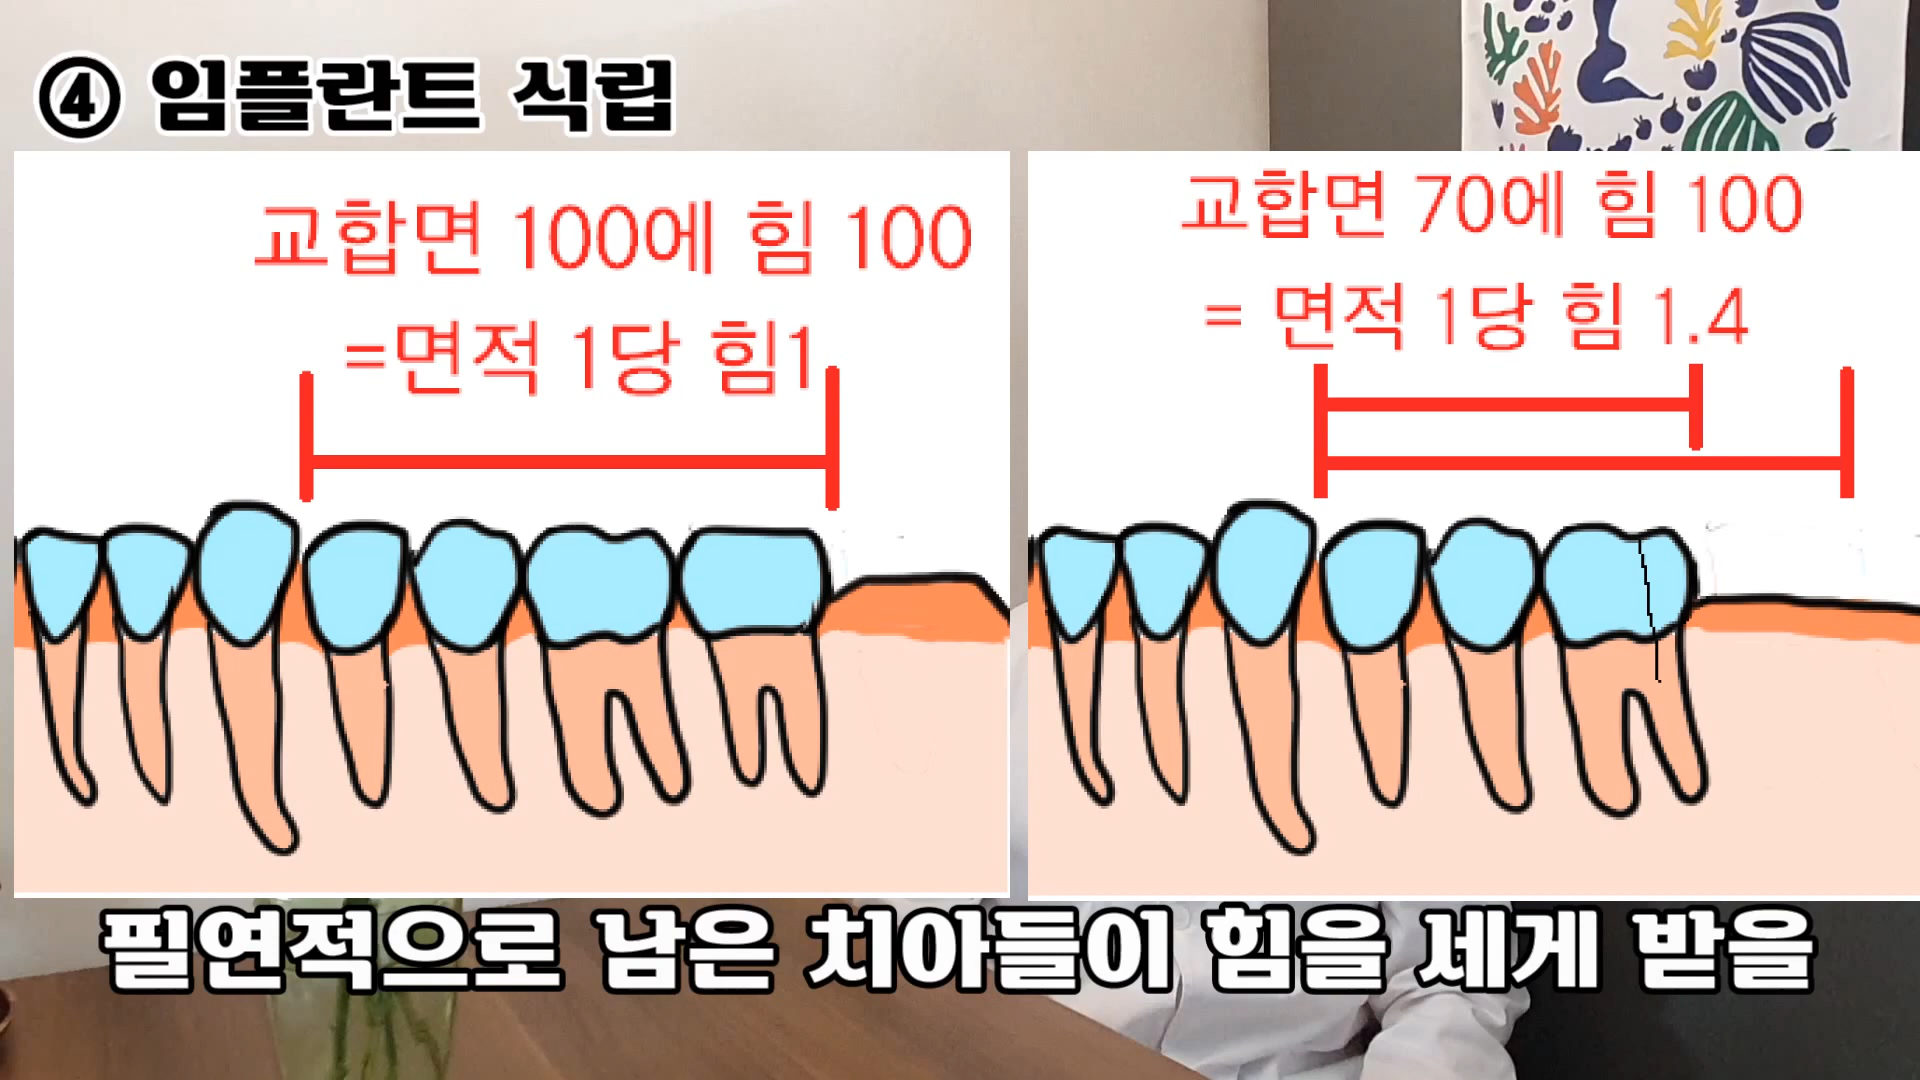 ④ 임플란트 식립
교합면 100에 힘 100
=면적 1당 힘1
교합면 70에 힘 100
= 면적 1당 힘 1.4
필연적으로 남은 치아들이 힘을 세게 받을